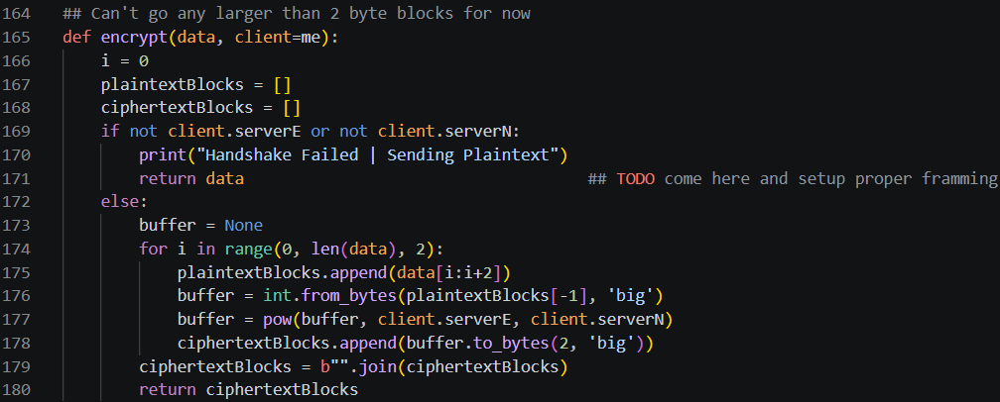 164 ## Can't go any larger than 2 byte blocks for now
165 def encrypt(data, client=me):
166     i = 0
167     plaintextBlocks = []
168     ciphertextBlocks = []
169     if not client.serverE or not client.serverN:
170         print("Handshake Failed | Sending Plaintext")
171         return data ## TODO come here and setup proper framming
172     else:
173         buffer = None
174         for i in range(0, len(data), 2):
175             plaintextBlocks.append(data[i:i+2])
176             buffer = int.from_bytes(plaintextBlocks[-1], 'big')
177             buffer = pow(buffer, client.serverE, client.serverN)
178             ciphertextBlocks.append(buffer.to_bytes(2, 'big'))
179         ciphertextBlocks = b"".join(ciphertextBlocks)
180         return ciphertextBlocks